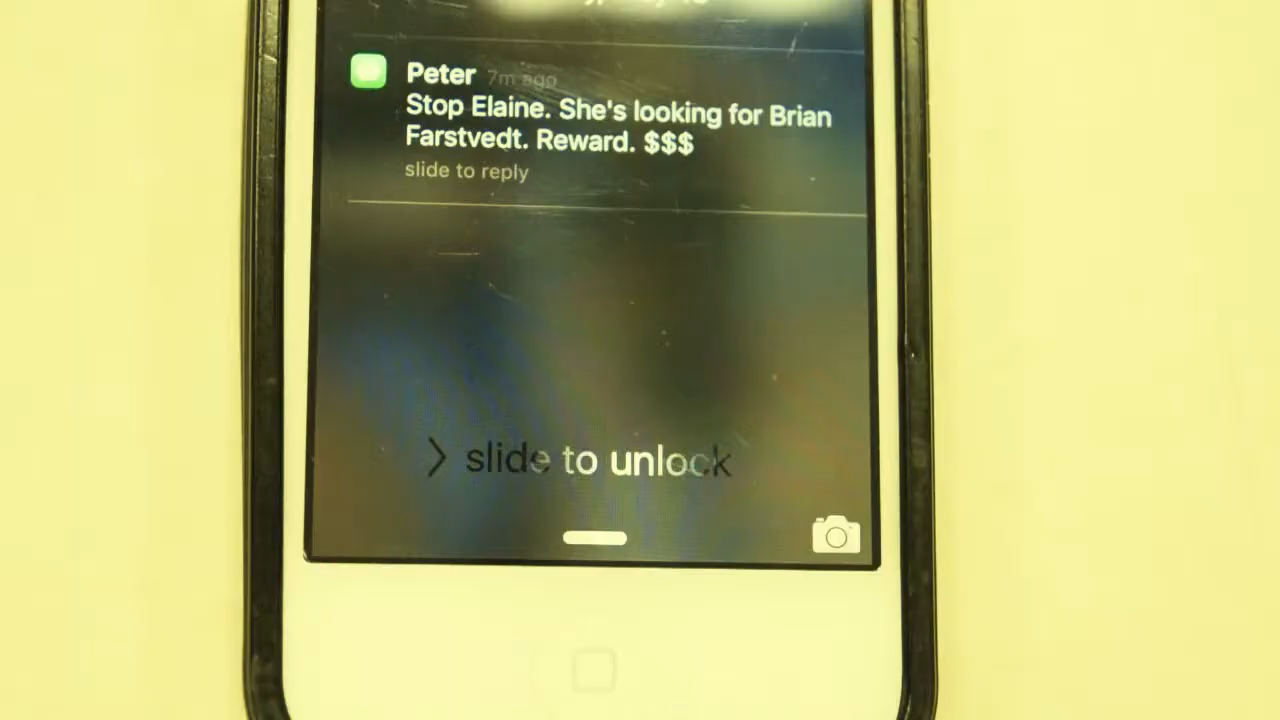 Peter 7m ago
Stop Elaine. She's looking for Brian
Farstvedt. Reward. $$$
slide to reply
> slide to unlock